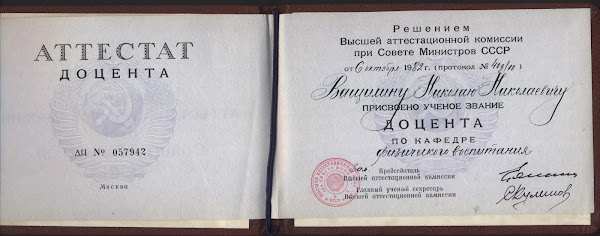 АТТЕСТАТ
ДОЦЕНТА
ДЦ № 057942
Москва
Решением
Высшей аттестационной комиссии
при Совете Министров СССР
от 6 октября 1982 г. (протокол №)
Ващилину Николаю Николаевичу
ПРИСВОЕНО УЧЕНОЕ ЗВАНИЕ
ДОЦЕНТА
ПО КАФЕДРЕ
физического воспитания
Председатель
Высшей аттестационной комиссии
Главный ученый секретарь
Высшей аттестационной комиссии